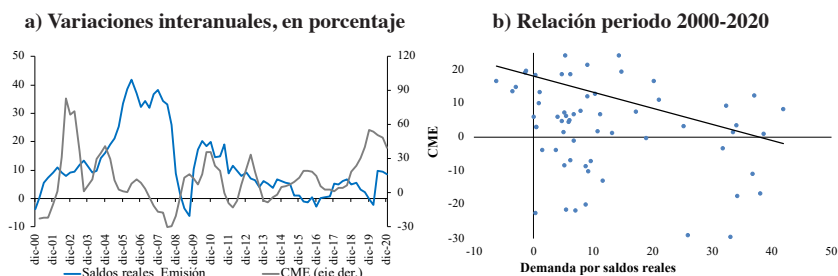 a) Variaciones interanuales, en porcentaje
50
40
30
20
10
0
-10
120
90
60
30
0
-30
dic-00
dic-01
dic-02
dic-03
dic-04
dic-05
dic-06
dic-07
dic-08
dic-09
dic-10
dic-11
dic-12
dic-13
dic-14
dic-15
dic-16
dic-17
dic-18
dic-19
dic-20
Saldos reales, Emisión
CME (eje der.)
b) Relación periodo 2000-2020
CME
20
10
0
-10
-20
-30
-10
0
10
20
30
40
50
Demanda por saldos reales